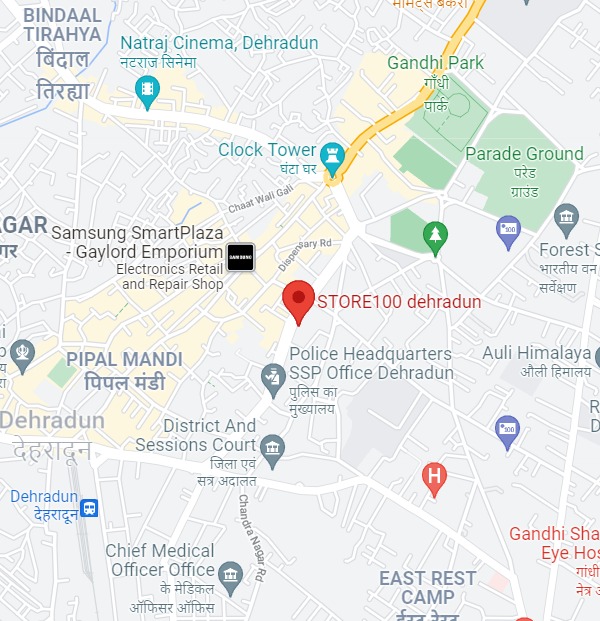 मोमिट्स बेकरी
BINDAAL
TIRAHYA
बिंदाल
तिरह्या
Natraj Cinema, Dehradun
नटराज सिनेमा
Gandhi Park
गाँधी
पार्क
Clock Tower
घंटा घर
Parade Ground
परेड
ग्राउंड
Chaat Wali Gali
AGAR
गर
Samsung SmartPlaza
- Gaylord Emporium
Electronics Retail
and Repair Shop
SAMSUNG
Dispensary Rd
Forest S
भारतीय वन
सर्वेक्षण
STORE100 dehradun
PIPAL MANDI
पिपल मंडी
Police Headquarters
SSP Office Dehradun
पुलिस का
मुख्यालय
Auli Himalaya
औली हिमालय
Dehradun
देहरादून
District And
Sessions Court
जिला एवं
सत्र अदालत
H
Dehradun
देहरादून
Chandra Nagar Rd
Gandhi Sha
Eye Hos
गांधी
नेत्र अ
Chief Medical
Officer Office
के मेडिकल
ऑफिसर ऑफिस
EAST REST
CAMP
ईस्ट रेस्ट